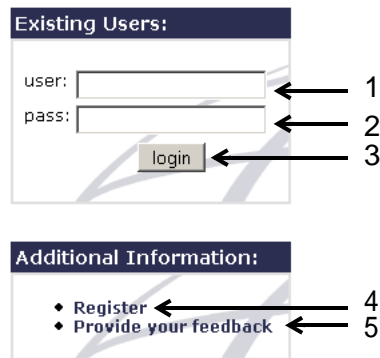 Existing Users:
user: 1
pass: 2
login 3
Additional Information:
• Register 4
• Provide your feedback 5